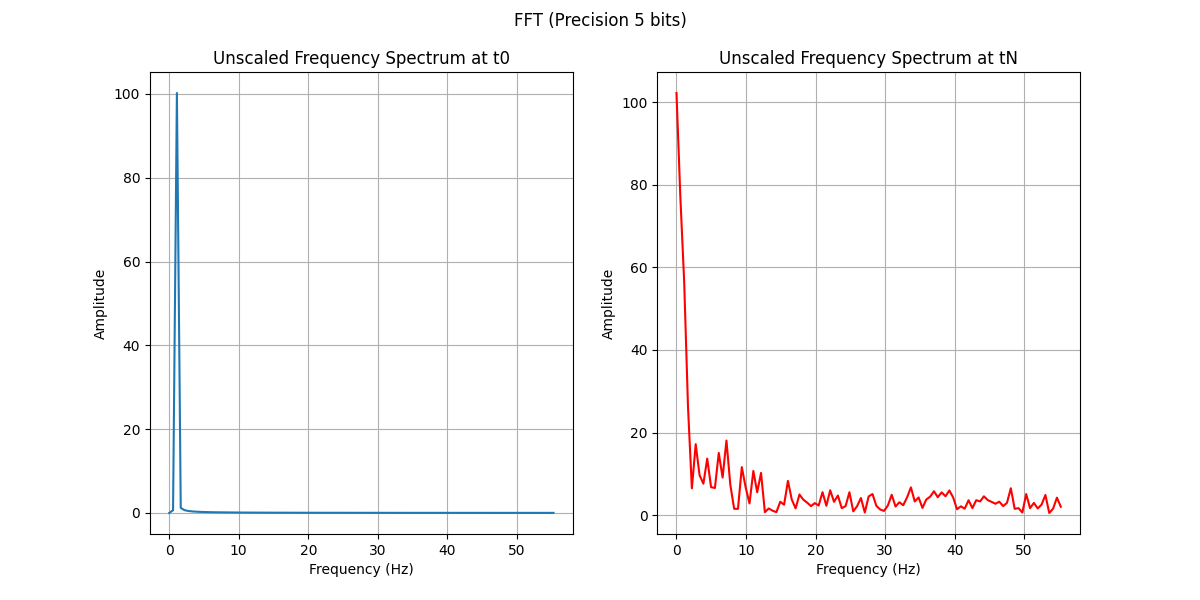 FFT (Precision 5 bits)
Unscaled Frequency Spectrum at t0
Amplitude
100
80
60
40
20
0
0 10 20 30 40 50
Frequency (Hz)
Unscaled Frequency Spectrum at tN
Amplitude
100
80
60
40
20
0
0 10 20 30 40 50
Frequency (Hz)